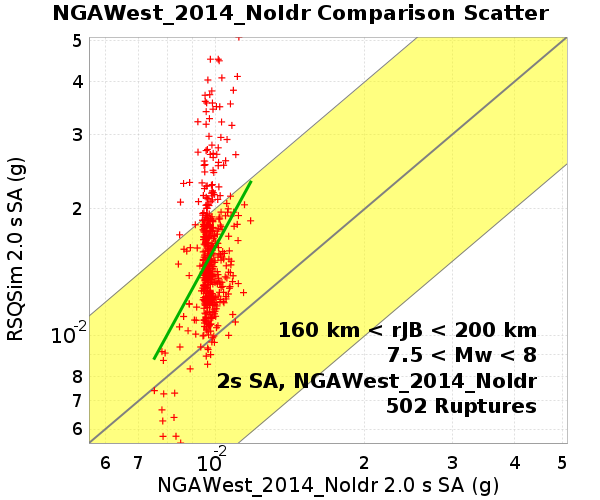 NGAWest_2014_NoIdr Comparison Scatter
5
4
3
2
10-2
8
7
6
RSQSim 2.0 s SA (g)
160 km < rJB < 200 km
7.5 < Mw < 8
2s SA, NGAWest_2014_NoIdr
502 Ruptures
6 7 10-2 2 3 4 5
NGAWest_2014_NoIdr 2.0 s SA (g)